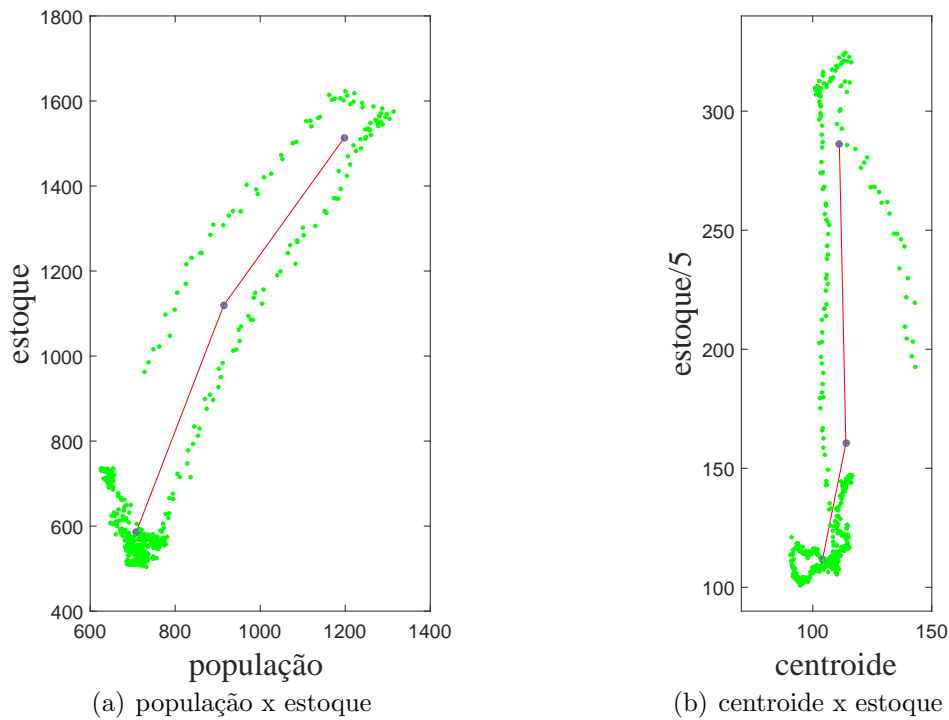 1800
1600
1400
1200
1000
800
600
400
estoque
600 800 1000 1200 1400
população
(a) população x estoque
300
250
200
150
100
estoque/5
100 150
centroide
(b) centroide x estoque